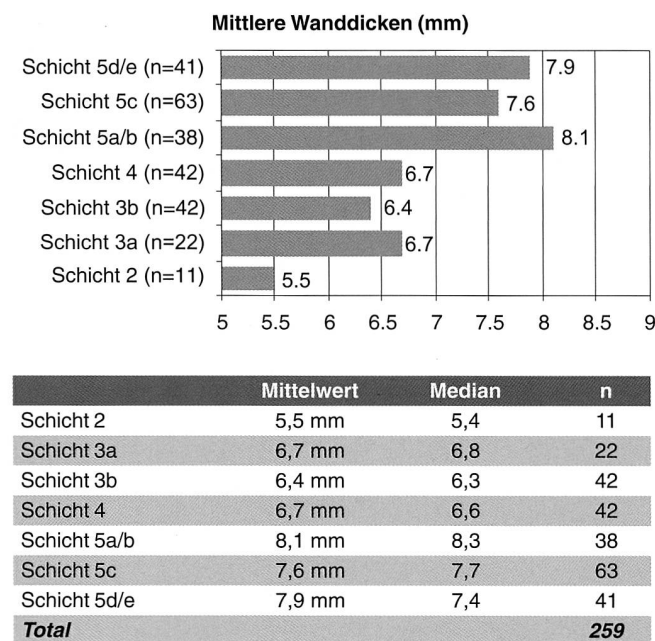 Mittlere Wanddicken (mm)
Schicht 5d/e (n=41) 7.9
Schicht 5c (n=63) 7.6
Schicht 5a/b (n=38) 8.1
Schicht 4 (n=42) 6.7
Schicht 3b (n=42) 6.4
Schicht 3a (n=22) 6.7
Schicht 2 (n=11) 5.5
5 5.5 6 6.5 7 7.5 8 8.5 9
Mittelwert Median n
Schicht 2 5,5 mm 5,4 11
Schicht 3a 6,7 mm 6,8 22
Schicht 3b 6,4 mm 6,3 42
Schicht 4 6,7 mm 6,6 42
Schicht 5a/b 8,1 mm 8,3 38
Schicht 5c 7,6 mm 7,7 63
Schicht 5d/e 7,9 mm 7,4 41
Total 259